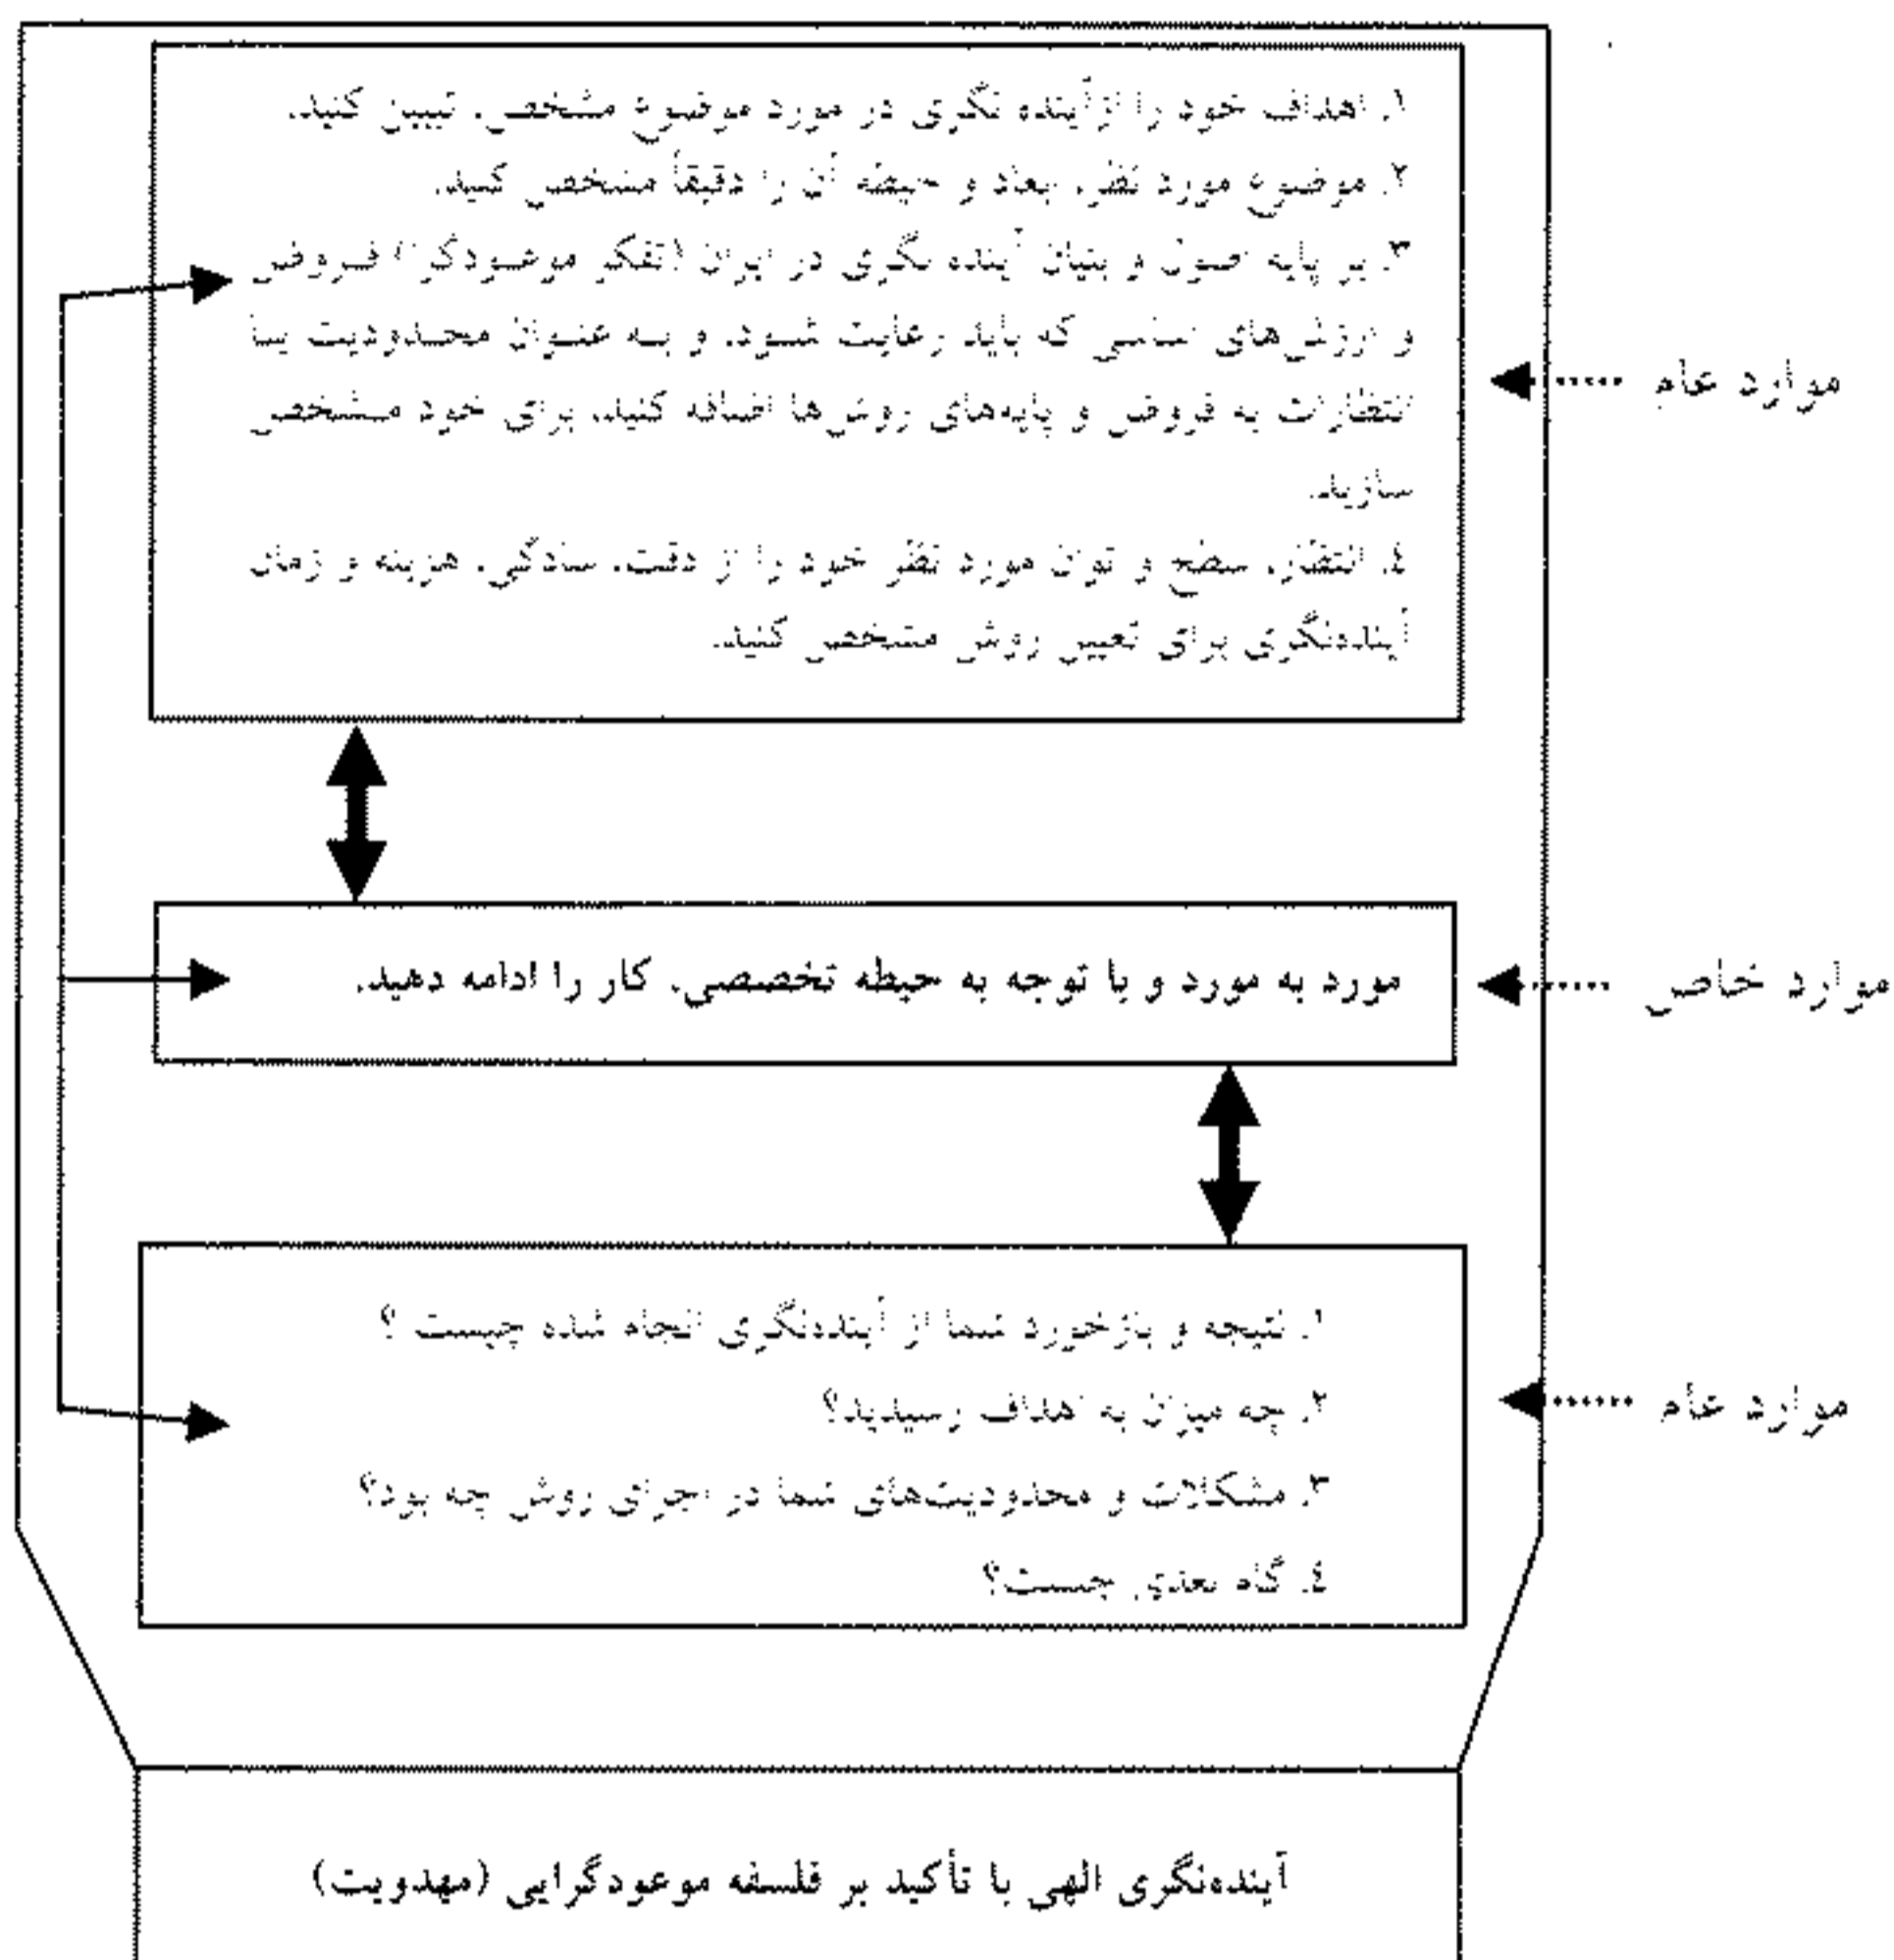 ۱. اهداف خود را از آینده نگری در مورد موضوع مشخص، تبیین کنید.
۲. موضوع مورد نظر، ابعاد و حیطه آن را دقیقاً مشخص کنید.
۳. بر پایه اصول و بنیان آینده نگری در ایران (تفکر موعودگرا) فروض
و ارزش‌های اساسی که باید رعایت شود، و به عنوان محدودیت یا
انتظارات به فروض و پایه‌های روش‌ها اضافه کنید، برای خود مشخص
سازید.
۴. انتظار، سطح و توان مورد نظر خود را از دقت، سادگی، هزینه و زمان
آینده‌نگری برای تعیین روش مشخص کنید.
موارد عام
مورد به مورد و با توجه به حیطه تخصصی، کار را ادامه دهید.
موارد خاص
۱. نتیجه و بازخورد شما از آینده‌نگری انجام شده چیست ؟
۲. چه میزان به اهداف رسیدید؟
۳. مشکلات و محدودیت‌های شما در اجرای روش چه بود؟
۴. گام بعدی چیست؟
موارد عام
آینده‌نگری الهی با تأکید بر فلسفه موعودگرایی (مهدویت)